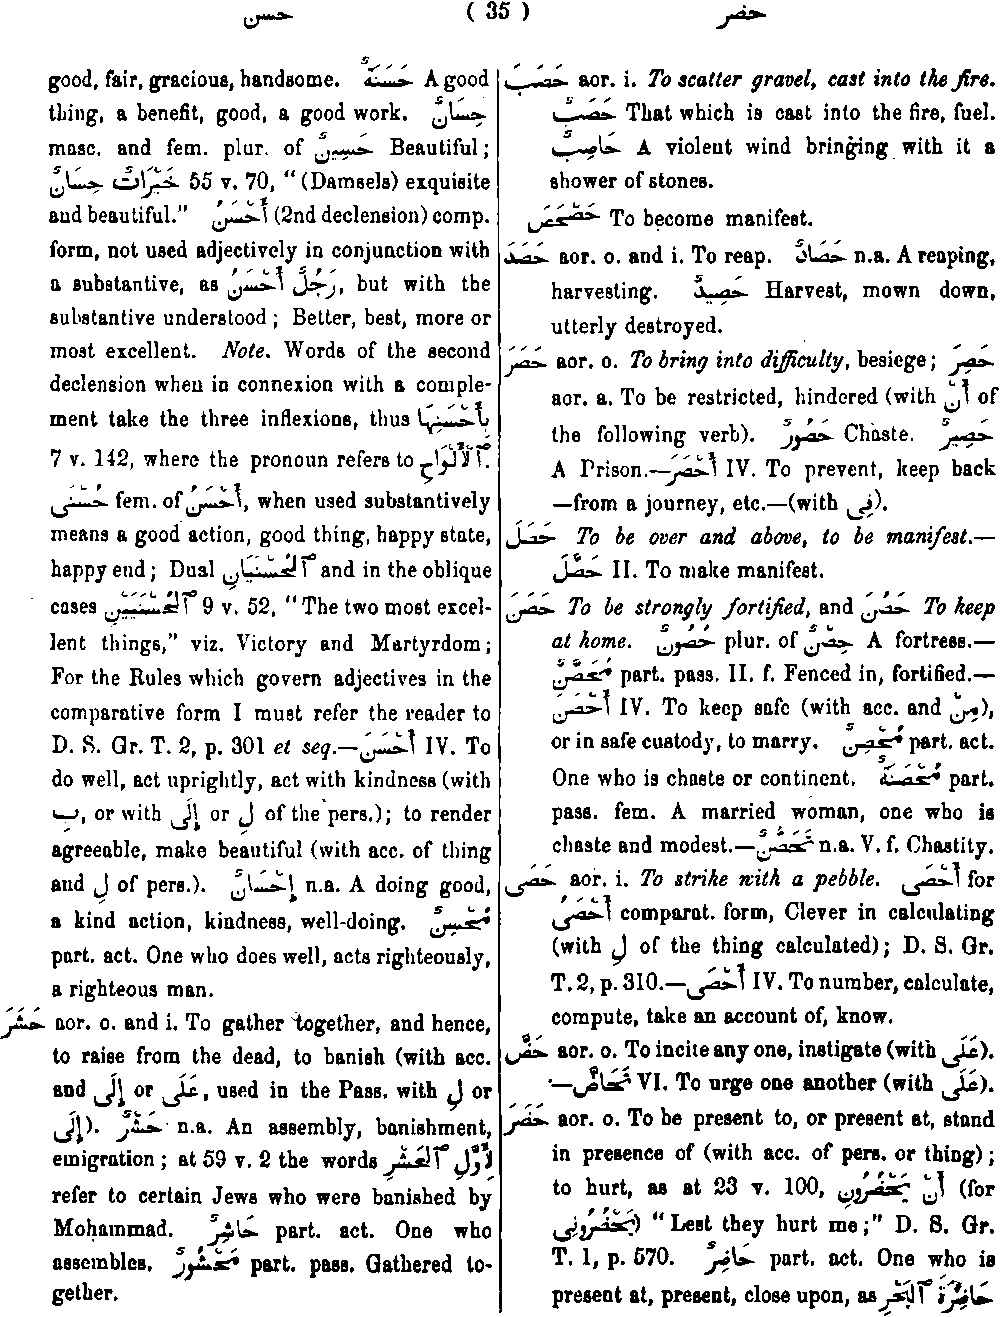 حسن ( 35 ) حضر
good, fair, gracious, handsome. حَسَنَةٌ A good
thing, a benefit, good, a good work. حِسَانٌ
masc. and fem. plur. of حَسِينٌ Beautiful;
خَيْرَاتٌ حِسَانٌ 55 v. 70, “(Damsels) exquisite
and beautiful.” أَحْسَنُ (2nd declension) comp.
form, not used adjectively in conjunction with
a substantive, as رَجُلٌ أَحْسَنُ, but with the
substantive understood; Better, best, more or
most excellent. Note. Words of the second
declension when in connexion with a comple-
ment take the three inflexions, thus بِأَحْسَنِهَا
7 v. 142, where the pronoun refers to ٱلْأَلْوَاحِ.
حُسْنَى fem. of أَحْسَنُ, when used substantively
means a good action, good thing, happy state,
happy end; Dual ٱلْحُسْنَيَانِ and in the oblique
cases ٱلْحُسْنَيَيْنِ 9 v. 52, “The two most excel-
lent things,” viz. Victory and Martyrdom;
For the Rules which govern adjectives in the
comparative form I must refer the reader to
D. S. Gr. T. 2, p. 301 et seq.—أَحْسَنَ IV. To
do well, act uprightly, act with kindness (with
بِ, or with إِلَى or لِ of the pers.); to render
agreeable, make beautiful (with acc. of thing
and لِ of pers.). إِحْسَانٌ n.a. A doing good,
a kind action, kindness, well-doing. مُحْسِنٌ
part. act. One who does well, acts righteously,
a righteous man.
حَشَرَ aor. o. and i. To gather together, and hence,
to raise from the dead, to banish (with acc.
and إِلَى or عَلَى, used in the Pass. with لِ or
إِلَى). حَشْرٌ n.a. An assembly, banishment,
emigration; at 59 v. 2 the words لِأَوَّلِ ٱلْحَشْرِ
refer to certain Jews who were banished by
Moḥammad. حَاشِرٌ part. act. One who
assembles. مَحْشُورٌ part. pass. Gathered to-
gether.
حَصَبَ aor. i. To scatter gravel, cast into the fire.
حَصَبٌ That which is cast into the fire, fuel.
حَاصِبٌ A violent wind bringing with it a
shower of stones.
حَصْحَصَ To become manifest.
حَصَدَ aor. o. and i. To reap. حَصَادٌ n.a. A reaping,
harvesting. حَصِيدٌ Harvest, mown down,
utterly destroyed.
حَصَرَ aor. o. To bring into difficulty, besiege; حَصِرَ
aor. a. To be restricted, hindered (with أَنْ of
the following verb). حَصُورٌ Chaste. حَصِيرٌ
A Prison.—أَحْصَرَ IV. To prevent, keep back
—from a journey, etc.—(with فِي).
حَصَلَ To be over and above, to be manifest.—
حَصَّلَ II. To make manifest.
حَصُنَ To be strongly fortified, and حَصَنَ To keep
at home. حُصُونٌ plur. of حِصْنٌ A fortress.—
مُحَصَّنٌ part. pass. II. f. Fenced in, fortified.—
أَحْصَنَ IV. To keep safe (with acc. and مِنْ),
or in safe custody, to marry. مُحْصِنٌ part. act.
One who is chaste or continent. مُحْصَنَةٌ part.
pass. fem. A married woman, one who is
chaste and modest.—تَحَصُّنٌ n.a. V. f. Chastity.
حَصَى aor. i. To strike with a pebble. أَحْصَى for
أَحْصَىُ comparat. form, Clever in calculating
(with لِ of the thing calculated); D. S. Gr.
T. 2, p. 310.—أَحْصَى IV. To number, calculate,
compute, take an account of, know.
حَضَّ aor. o. To incite any one, instigate (with عَلَى).
—تَحَاضَّ VI. To urge one another (with عَلَى).
حَضَرَ aor. o. To be present to, or present at, stand
in presence of (with acc. of pers. or thing);
to hurt, as at 23 v. 100, أَنْ يَحْضُرُونِ (for
يَحْضُرُونِي) “Lest they hurt me;” D. S. Gr.
T. 1, p. 570. حَاضِرٌ part. act. One who is
present at, present, close upon, as حَاضِرَةَ ٱلْبَحْرِ